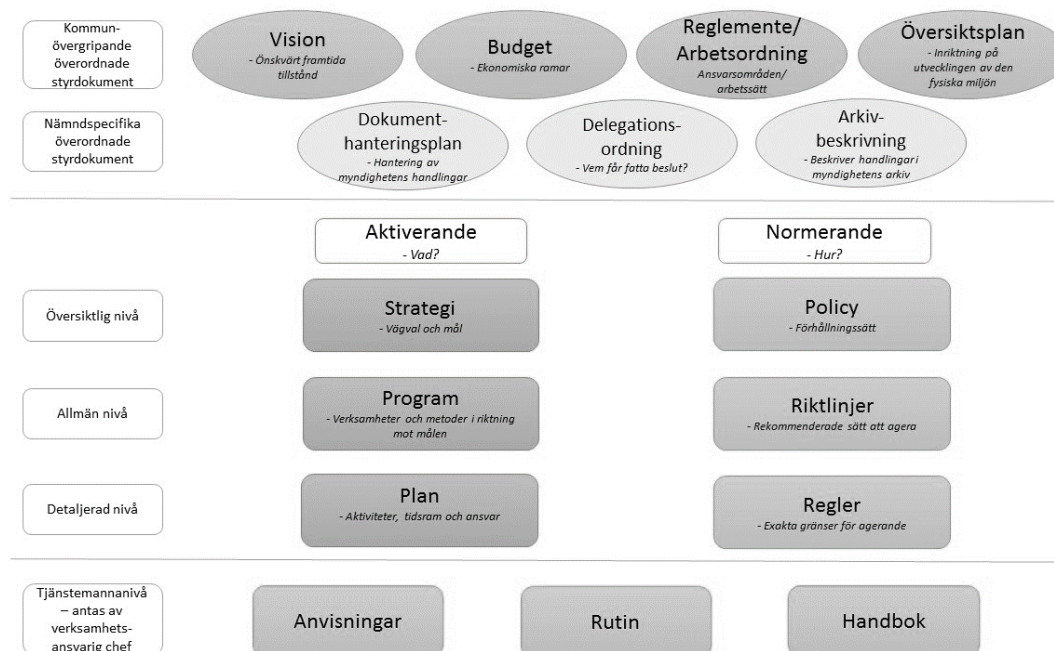 Kommun-
övergripande
överordnade
styrdokument
Vision
- Önskvärt framtida
tillstånd
Budget
- Ekonomiska ramar
Reglemente/
Arbetsordning
Ansvarsområden/
arbetssätt
Översiktsplan
- Inriktning på
utvecklingen av den
fysiska miljön
Nämndspecifika
överordnade
styrdokument
Dokument-
hanteringsplan
- Hantering av
myndighetens handlingar
Delegations-
ordning
- Vem får fatta beslut?
Arkiv-
beskrivning
- Beskriver handlingar i
myndighetens arkiv
Aktiverande
- Vad?
Normerande
- Hur?
Översiktlig nivå
Strategi
- Vägval och mål
Policy
- Förhållningssätt
Allmän nivå
Program
- Verksamheter och metoder i riktning
mot målen
Riktlinjer
- Rekommenderade sätt att agera
Detaljerad nivå
Plan
- Aktiviteter, tidsram och ansvar
Regler
- Exakta gränser för agerande
Tjänstemannanivå
– antas av
verksamhets-
ansvarig chef
Anvisningar
Rutin
Handbok